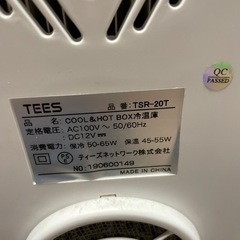 TEES
品 番: TSR-20T
品 名: COOL&HOT BOX冷温庫
定格電圧: AC100V～50/60Hz
DC12V
消費電力: 保冷 50-65W 保温 45-55W
PSE
ティーズネットワーク株式会社
NO:190600149
MADE IN CHINA
QC
PASSED